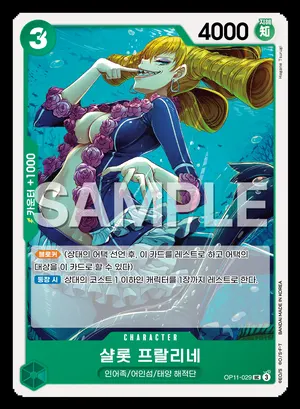 3
4000
지혜
知
카운터 +1000
SAMPLE
블로커 (상대의 어택 선언 후, 이 카드를 레스트로 하고 어택의
대상을 이 카드로 할 수 있다)
등장 시 상대의 코스트 1 이하인 캐릭터를 1장까지 레스트로 한다.
CHARACTER
샬롯 프랄리네
인어족/어인섬/태양 해적단
OP11-029 UC 3